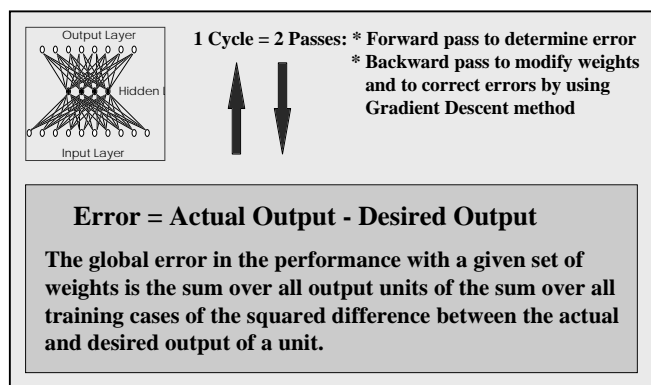 Output Layer
Hidden l
Input Layer
1 Cycle = 2 Passes: * Forward pass to determine error
* Backward pass to modify weights
and to correct errors by using
Gradient Descent method
Error = Actual Output - Desired Output
The global error in the performance with a given set of
weights is the sum over all output units of the sum over all
training cases of the squared difference between the actual
and desired output of a unit.